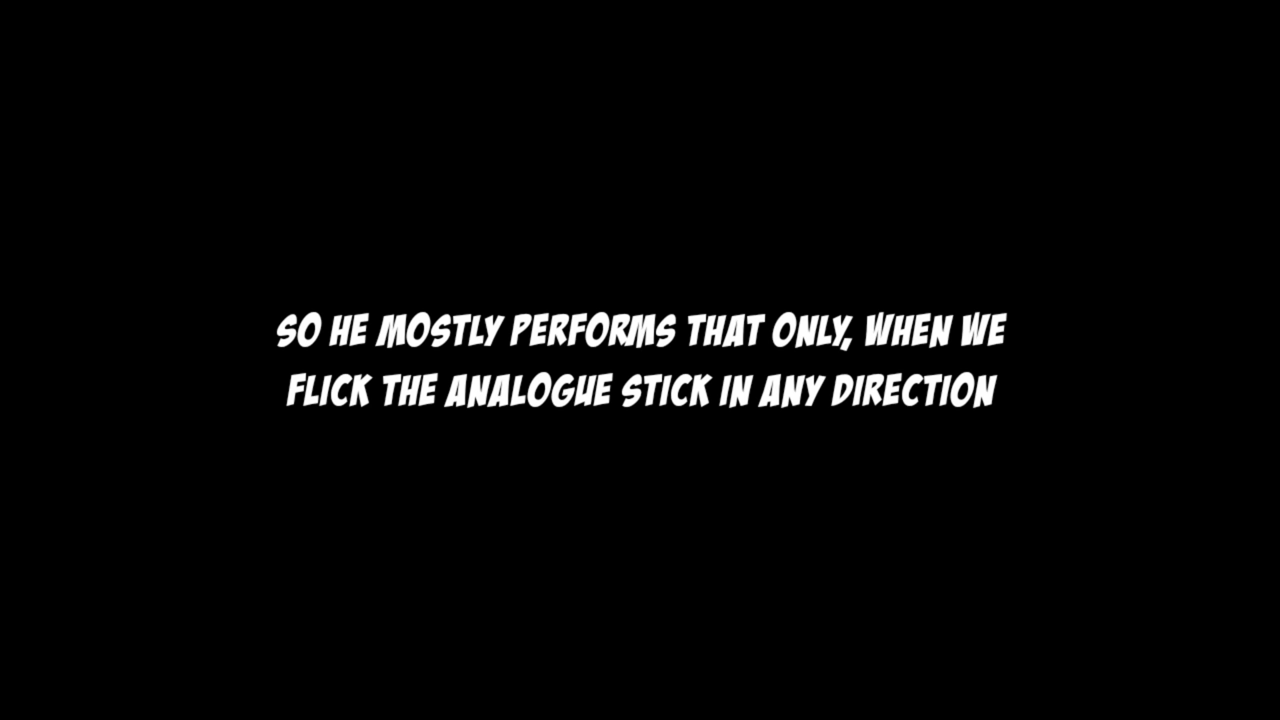 SO HE MOSTLY PERFORMS THAT ONLY, WHEN WE
FLICK THE ANALOGUE STICK IN ANY DIRECTION